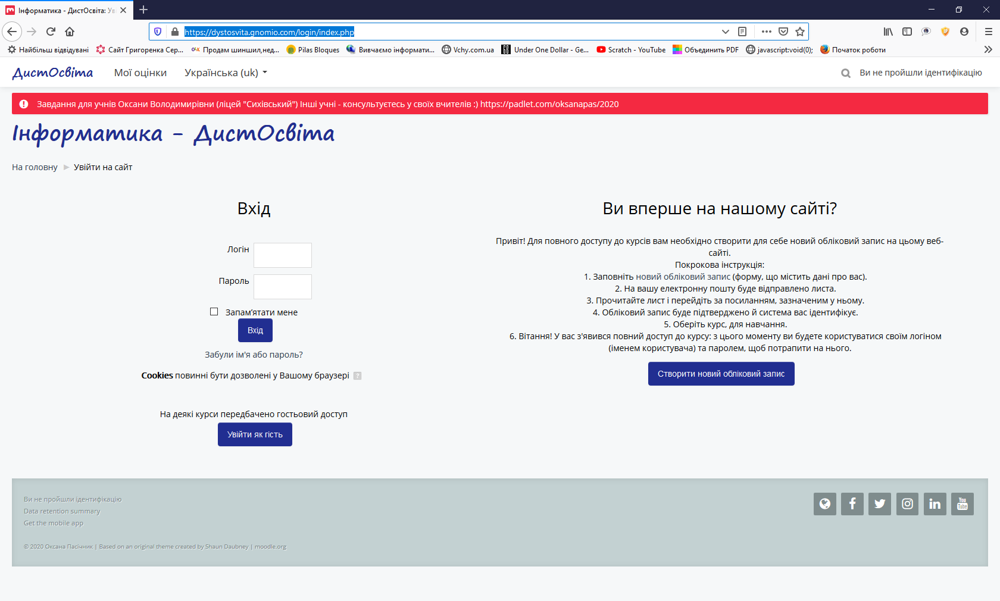 Інформатика - ДистОсвіта: Ув
https://dystosvita.gnomio.com/login/index.php
Найбільш відвідувані
Сайт Григоренка Сер...
Продам шиншил,нед...
Pilas Bloques
Вивчаємо інформати...
Vchy.com.ua
Under One Dollar - Ge...
Scratch - YouTube
Объединить PDF
javascript:void(0);
Початок роботи
ДистОсвіта
Мої оцінки
Українська (uk)
Ви не пройшли ідентифікацію
Завдання для учнів Оксани Володимирівни (ліцей "Сихівський") Інші учні - консультуєтесь у своїх вчителів :) https://padlet.com/oksanapas/2020
Інформатика - ДистОсвіта
На головну ► Увійти на сайт
Вхід
Логін
Пароль
Запам’ятати мене
Вхід
Забули ім'я або пароль?
Cookies повинні бути дозволені у Вашому браузері
На деякі курси передбачено гостьовий доступ
Увійти як гість
Ви вперше на нашому сайті?
Привіт! Для повного доступу до курсів вам необхідно створити для себе новий обліковий запис на цьому веб-
сайті.
Покрокова інструкція:
1. Заповніть новий обліковий запис (форму, що містить дані про вас).
2. На вашу електронну пошту буде відправлено листа.
3. Прочитайте лист і перейдіть за посиланням, зазначеним у ньому.
4. Обліковий запис буде підтверджено й система вас ідентифікує.
5. Оберіть курс, для навчання.
6. Вітання! У вас з'явився повний доступ до курсу: з цього моменту ви будете користуватися своїм логіном
(іменем користувача) та паролем, щоб потрапити на нього.
Створити новий обліковий запис
Ви не пройшли ідентифікацію
Data retention summary
Get the mobile app
© 2020 Оксана Пасічник | Based on an original theme created by Shaun Daubney | moodle.org
You Tube